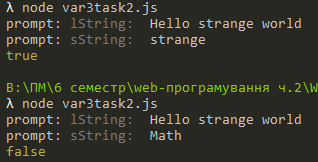 λ node var3task2.js
prompt: lString:  Hello strange world
prompt: sString:  strange
true
B:\ПМ\6 семестр\web-програмування ч.2\W
λ node var3task2.js
prompt: lString:  Hello strange world
prompt: sString:  Math
false